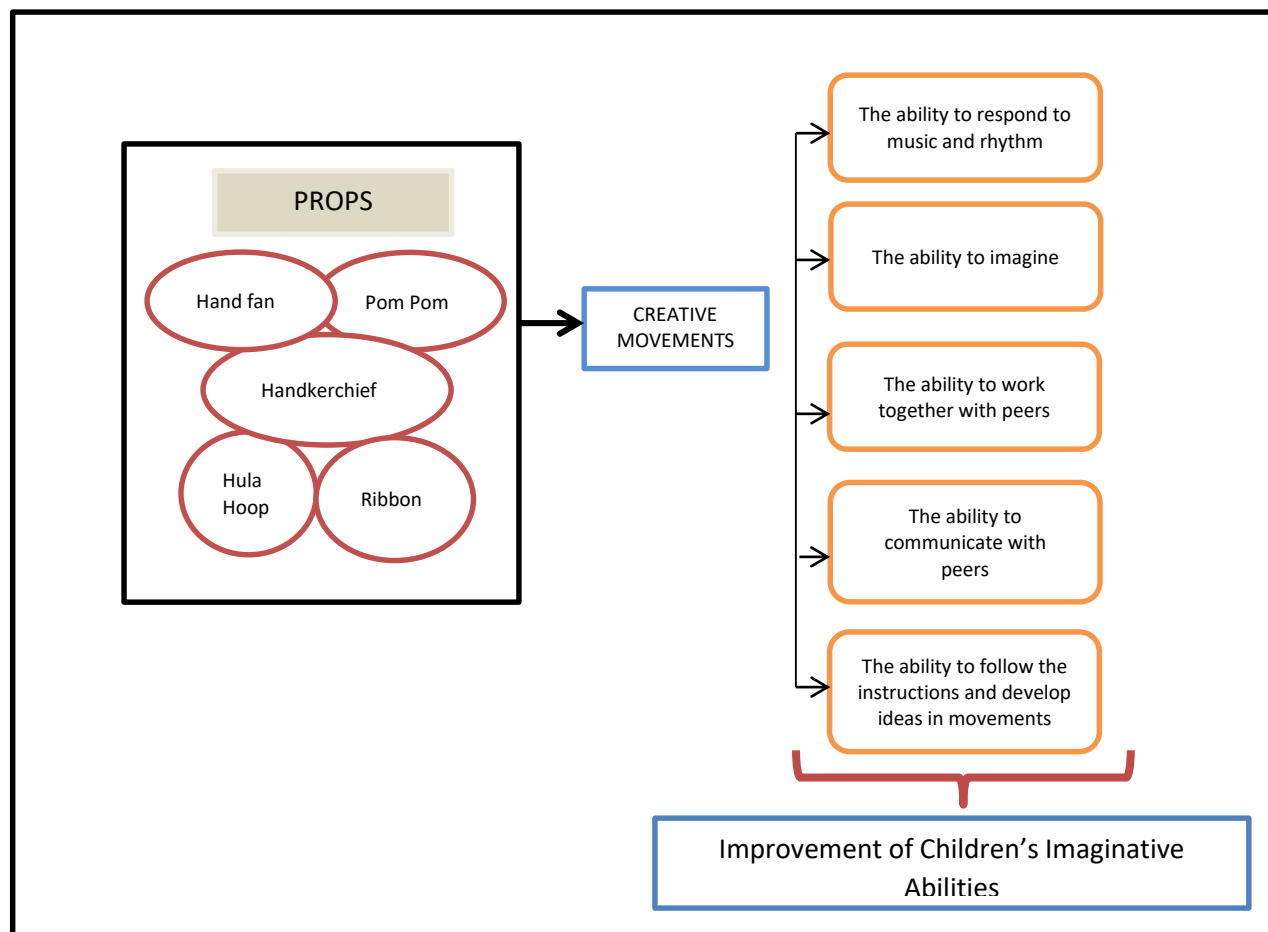 PROPS
Hand fan
Pom Pom
Handkerchief
Hula
Hoop
Ribbon
CREATIVE
MOVEMENTS
The ability to respond to
music and rhythm
The ability to imagine
The ability to work
together with peers
The ability to
communicate with
peers
The ability to follow the
instructions and develop
ideas in movements
Improvement of Children’s Imaginative
Abilities